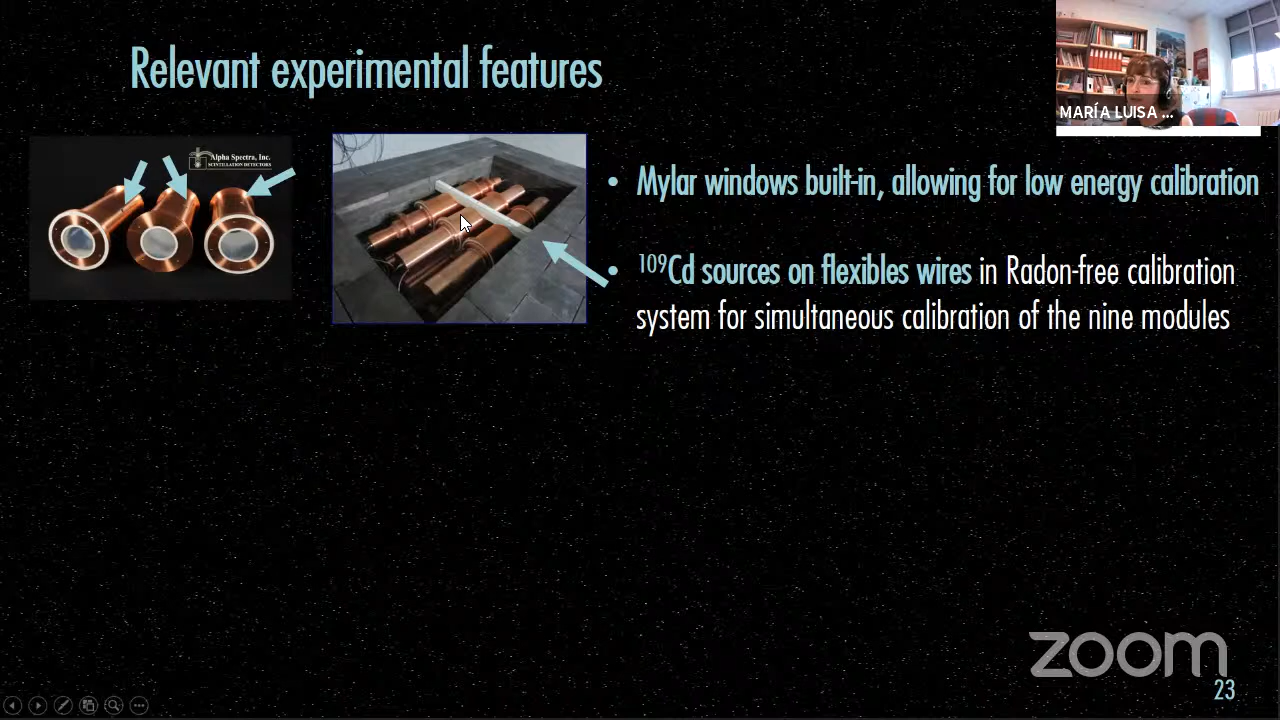 Relevant experimental features
MARÍA LUISA ...
Alpha Spectra, Inc.
SCINTILLATION DETECTORS
• Mylar windows built-in, allowing for low energy calibration
• ¹⁰⁹Cd sources on flexibles wires in Radon-free calibration
system for simultaneous calibration of the nine modules
zoom
23